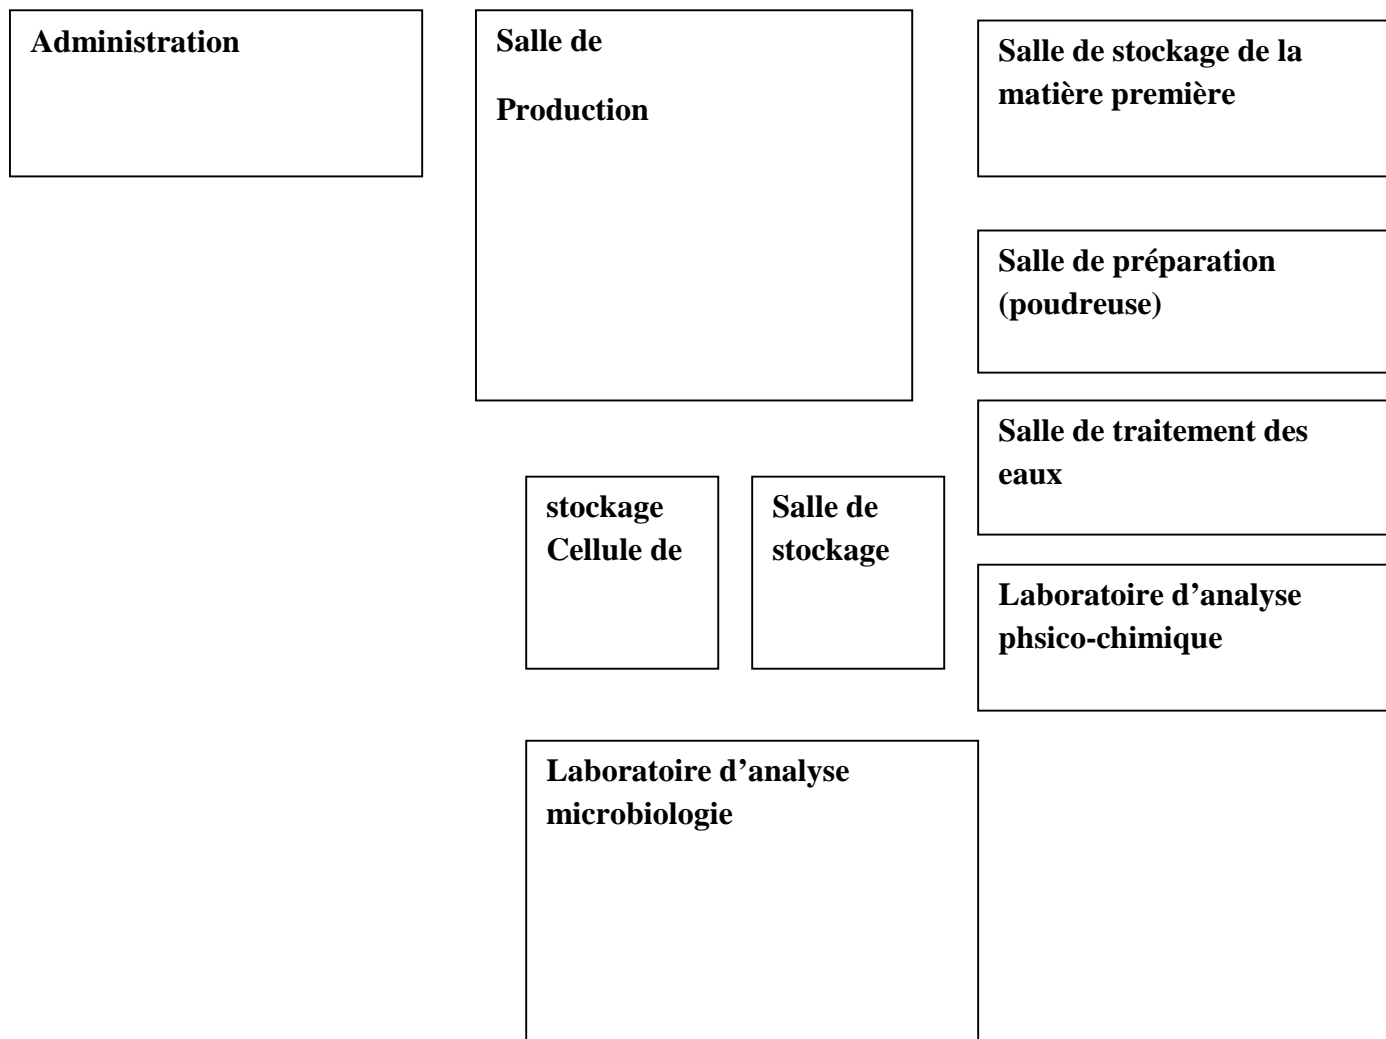 Administration
Salle de
Production
Salle de stockage de la
matière première
Salle de préparation
(poudreuse)
Salle de traitement des
eaux
stockage
Cellule de
Salle de
stockage
Laboratoire d’analyse
phsico-chimique
Laboratoire d’analyse
microbiologie